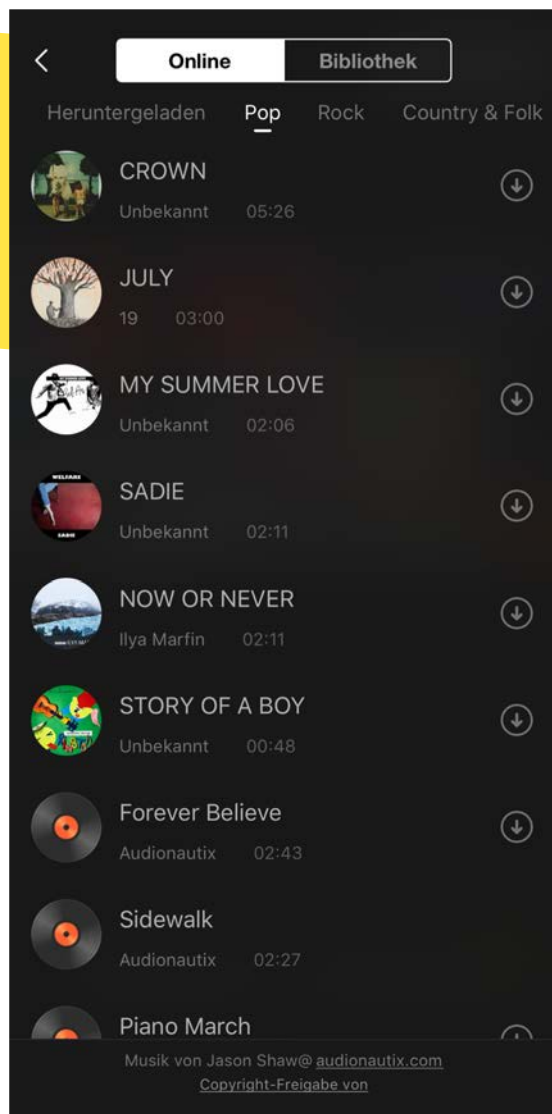 Online Bibliothek
Heruntergeladen Pop Rock Country & Folk
CROWN
Unbekannt 05:26
JULY
19 03:00
MY SUMMER LOVE
Unbekannt 02:06
WELFARE
SADIE
SADIE
Unbekannt 02:11
NOW OR NEVER
Ilya Marfin 02:11
STORY OF A BOY
Unbekannt 00:48
Forever Believe
Audionautix 02:43
Sidewalk
Audionautix 02:27
Piano March
Musik von Jason Shaw@ audionautix.com
Copyright-Freigabe von